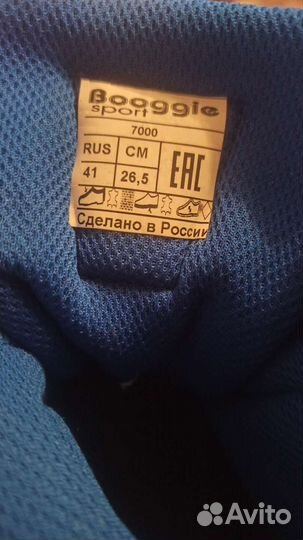 Booggie
sport
7000
RUS CM EAC
41 26,5
Сделано в России
Avito